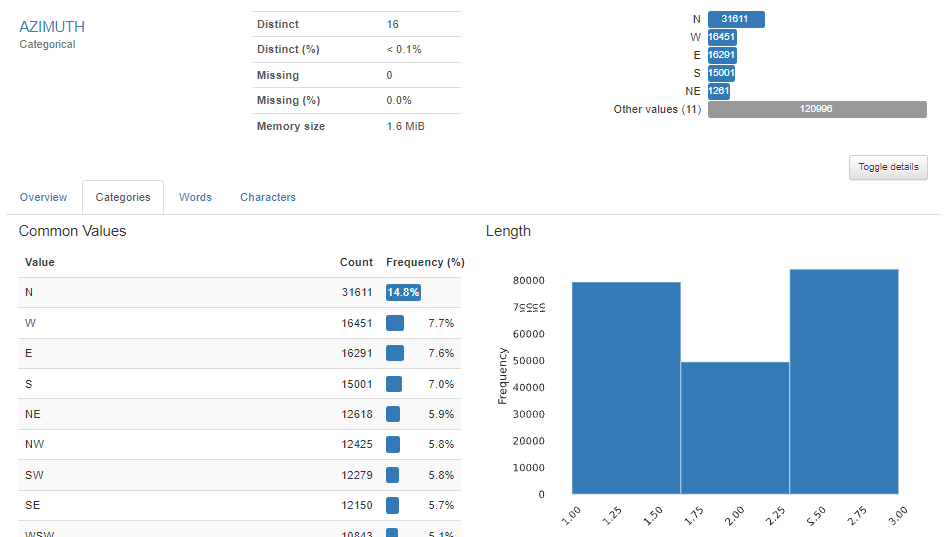 AZIMUTH
Categorical
Distinct 16
Distinct (%) < 0.1%
Missing 0
Missing (%) 0.0%
Memory size 1.6 MiB
N 31611
W 16451
E 16291
S 15001
NE 1261
Other values (11) 120996
Toggle details
Overview Categories Words Characters
Common Values
Value Count Frequency (%)
N 31611 14.8%
W 16451 7.7%
E 16291 7.6%
S 15001 7.0%
NE 12618 5.9%
NW 12425 5.8%
SW 12279 5.8%
SE 12150 5.7%
WSW 10843 5.1%
Length
Frequency
80000
60000
50000
40000
30000
20000
10000
0
1.00 1.25 1.50 1.75 2.00 2.25 2.75 3.00